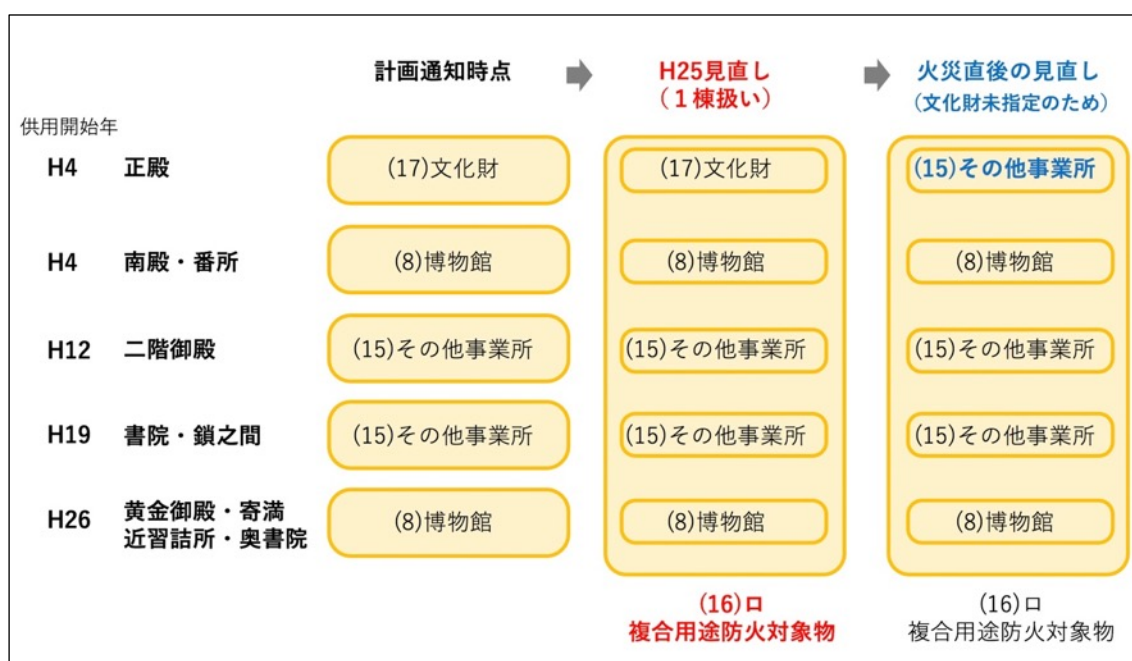 計画通知時点
H25見直し
(1棟扱い)
火災直後の見直し
(文化財未指定のため)
供用開始年
H4 正殿 (17)文化財 (17)文化財 (15)その他事業所
H4 南殿・番所 (8)博物館 (8)博物館 (8)博物館
H12 二階御殿 (15)その他事業所 (15)その他事業所 (15)その他事業所
H19 書院・鎖之間 (15)その他事業所 (15)その他事業所 (15)その他事業所
H26 黄金御殿・寄満
近習詰所・奥書院 (8)博物館 (8)博物館 (8)博物館
(16)ロ
複合用途防火対象物
(16)ロ
複合用途防火対象物